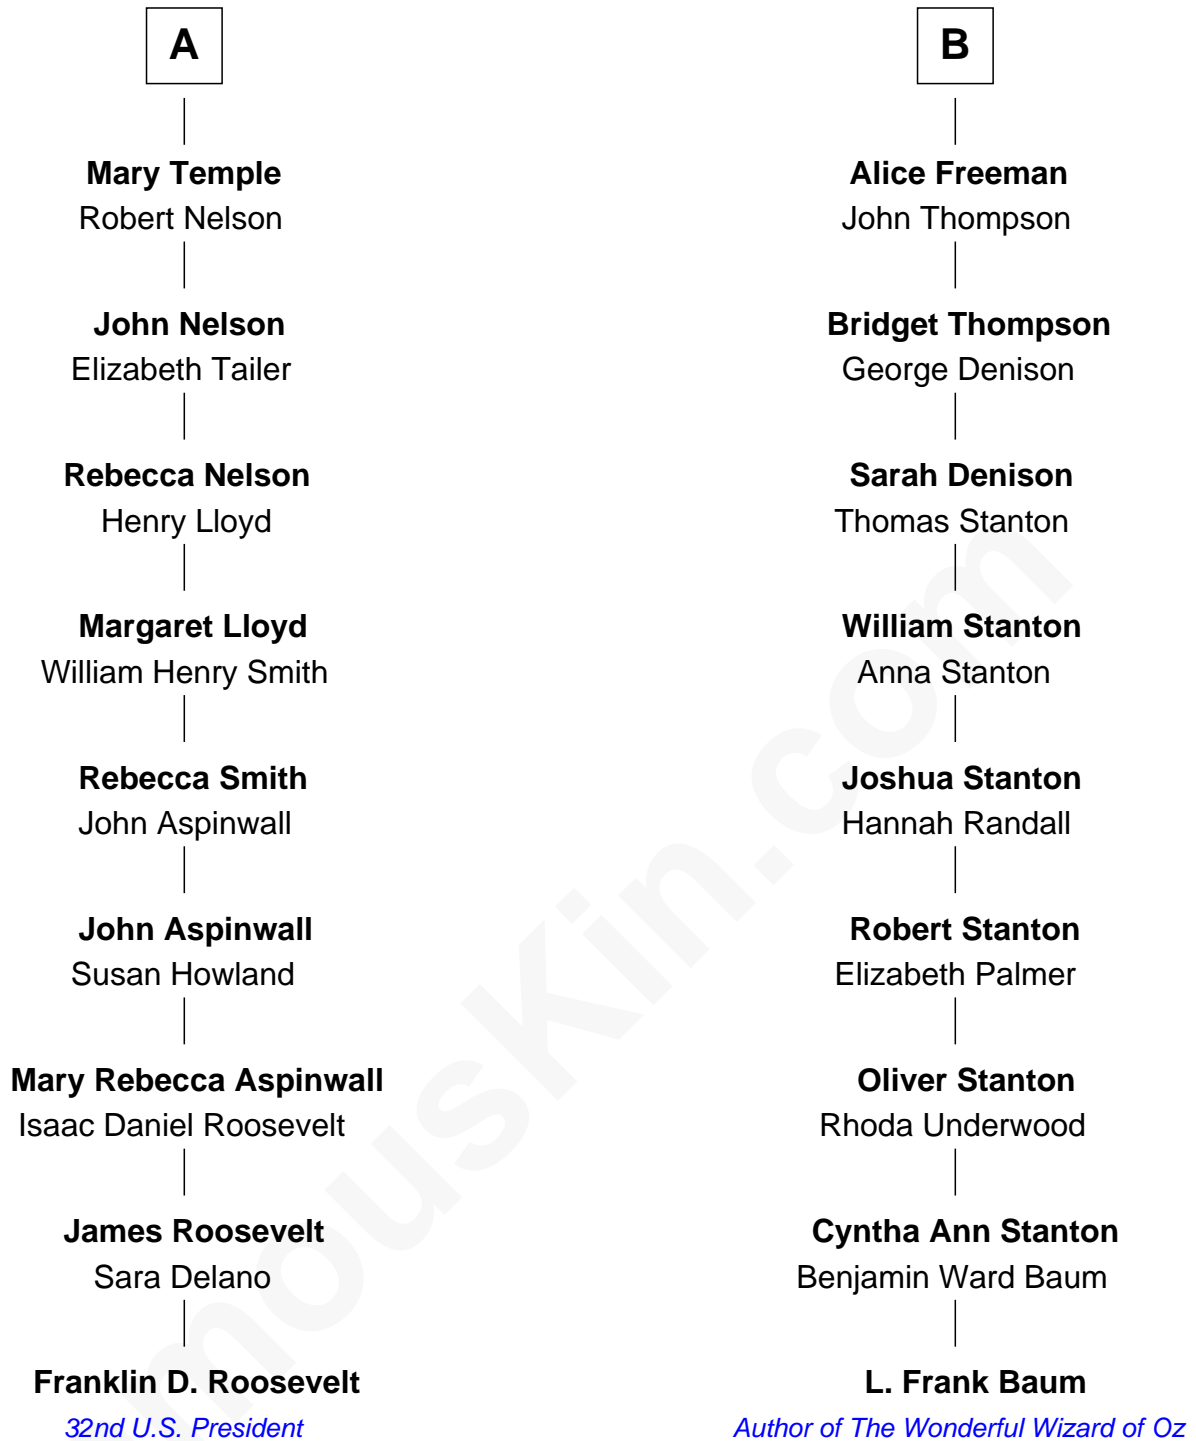 A
Mary Temple
Robert Nelson
John Nelson
Elizabeth Tailer
Rebecca Nelson
Henry Lloyd
Margaret Lloyd
William Henry Smith
Rebecca Smith
John Aspinwall
John Aspinwall
Susan Howland
Mary Rebecca Aspinwall
Isaac Daniel Roosevelt
James Roosevelt
Sara Delano
Franklin D. Roosevelt
32nd U.S. President
B
Alice Freeman
John Thompson
Bridget Thompson
George Denison
Sarah Denison
Thomas Stanton
William Stanton
Anna Stanton
Joshua Stanton
Hannah Randall
Robert Stanton
Elizabeth Palmer
Oliver Stanton
Rhoda Underwood
Cyntha Ann Stanton
Benjamin Ward Baum
L. Frank Baum
Author of The Wonderful Wizard of Oz
mousKin.com